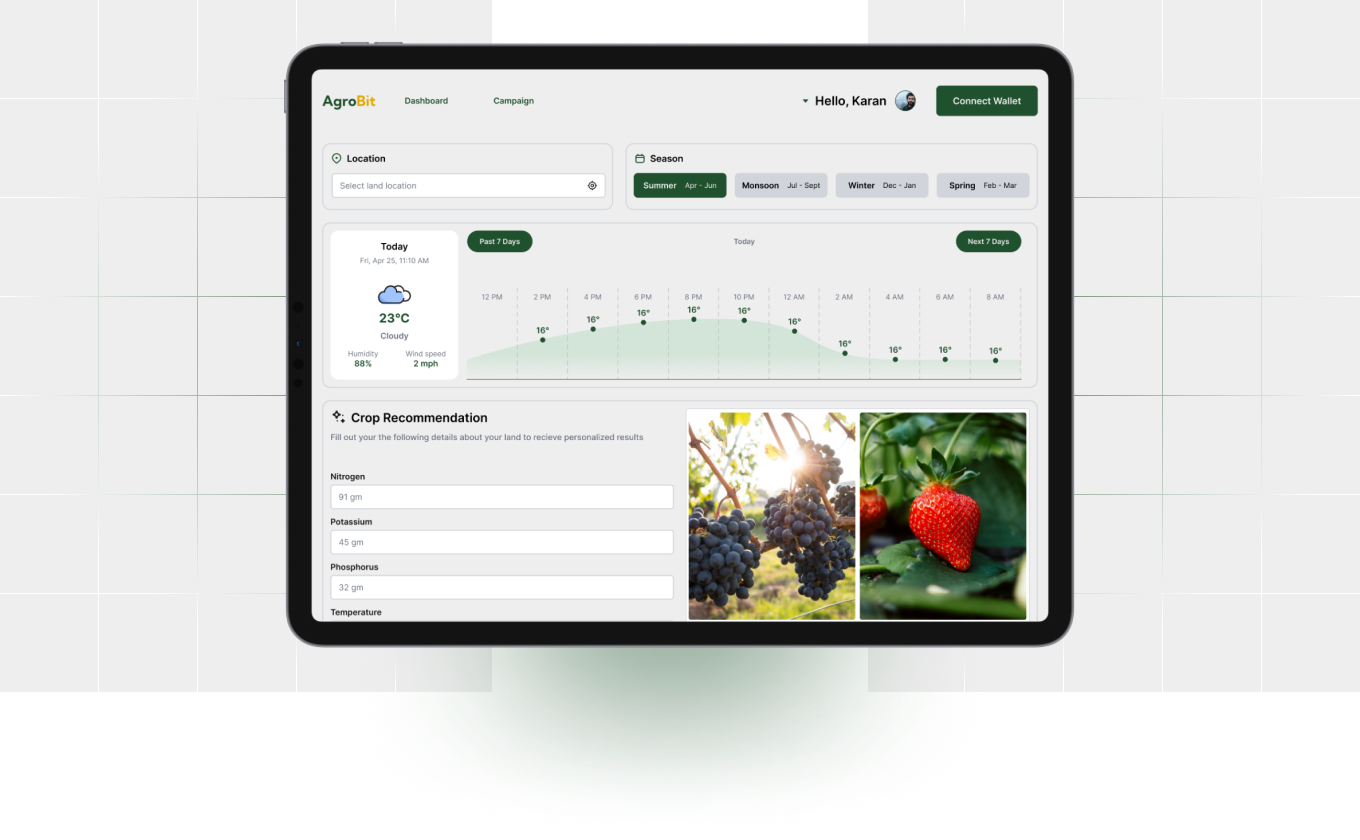 AgroBit Dashboard Campaign Hello, Karan Connect Wallet
Location
Select land location
Season
Summer Apr - Jun Monsoon Jul - Sept Winter Dec - Jan Spring Feb - Mar
Today
Fri, Apr 25, 11:10 AM
23°C
Cloudy
Humidity Wind speed
88% 2 mph
Past 7 Days Today Next 7 Days
12 PM 2 PM 4 PM 6 PM 8 PM 10 PM 12 AM 2 AM 4 AM 6 AM 8 AM
16° 16° 16° 16° 16° 16° 16° 16° 16° 16°
Crop Recommendation
Fill out your the following details about your land to recieve personalized results
Nitrogen
91 gm
Potassium
45 gm
Phosphorus
32 gm
Temperature